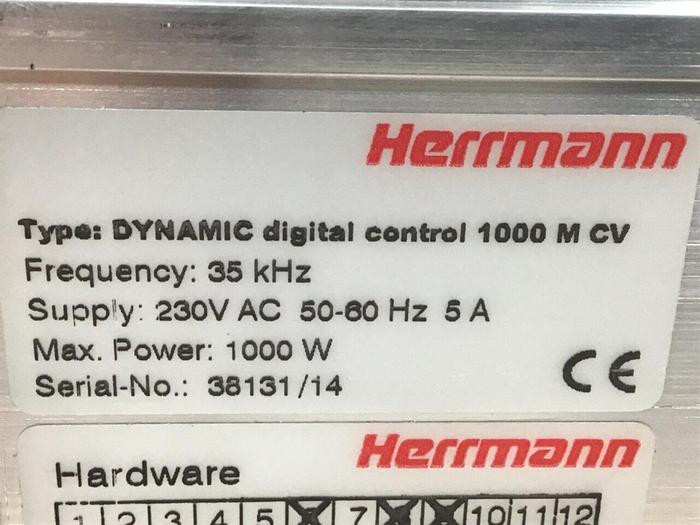 Herrmann
Type: DYNAMIC digital control 1000 M CV
Frequency: 35 kHz
Supply: 230V AC 50-60 Hz 5 A
Max. Power: 1000 W
Serial-No.: 38131/14
CE
Herrmann
Hardware
1 2 3 4 5 7 10 11 12